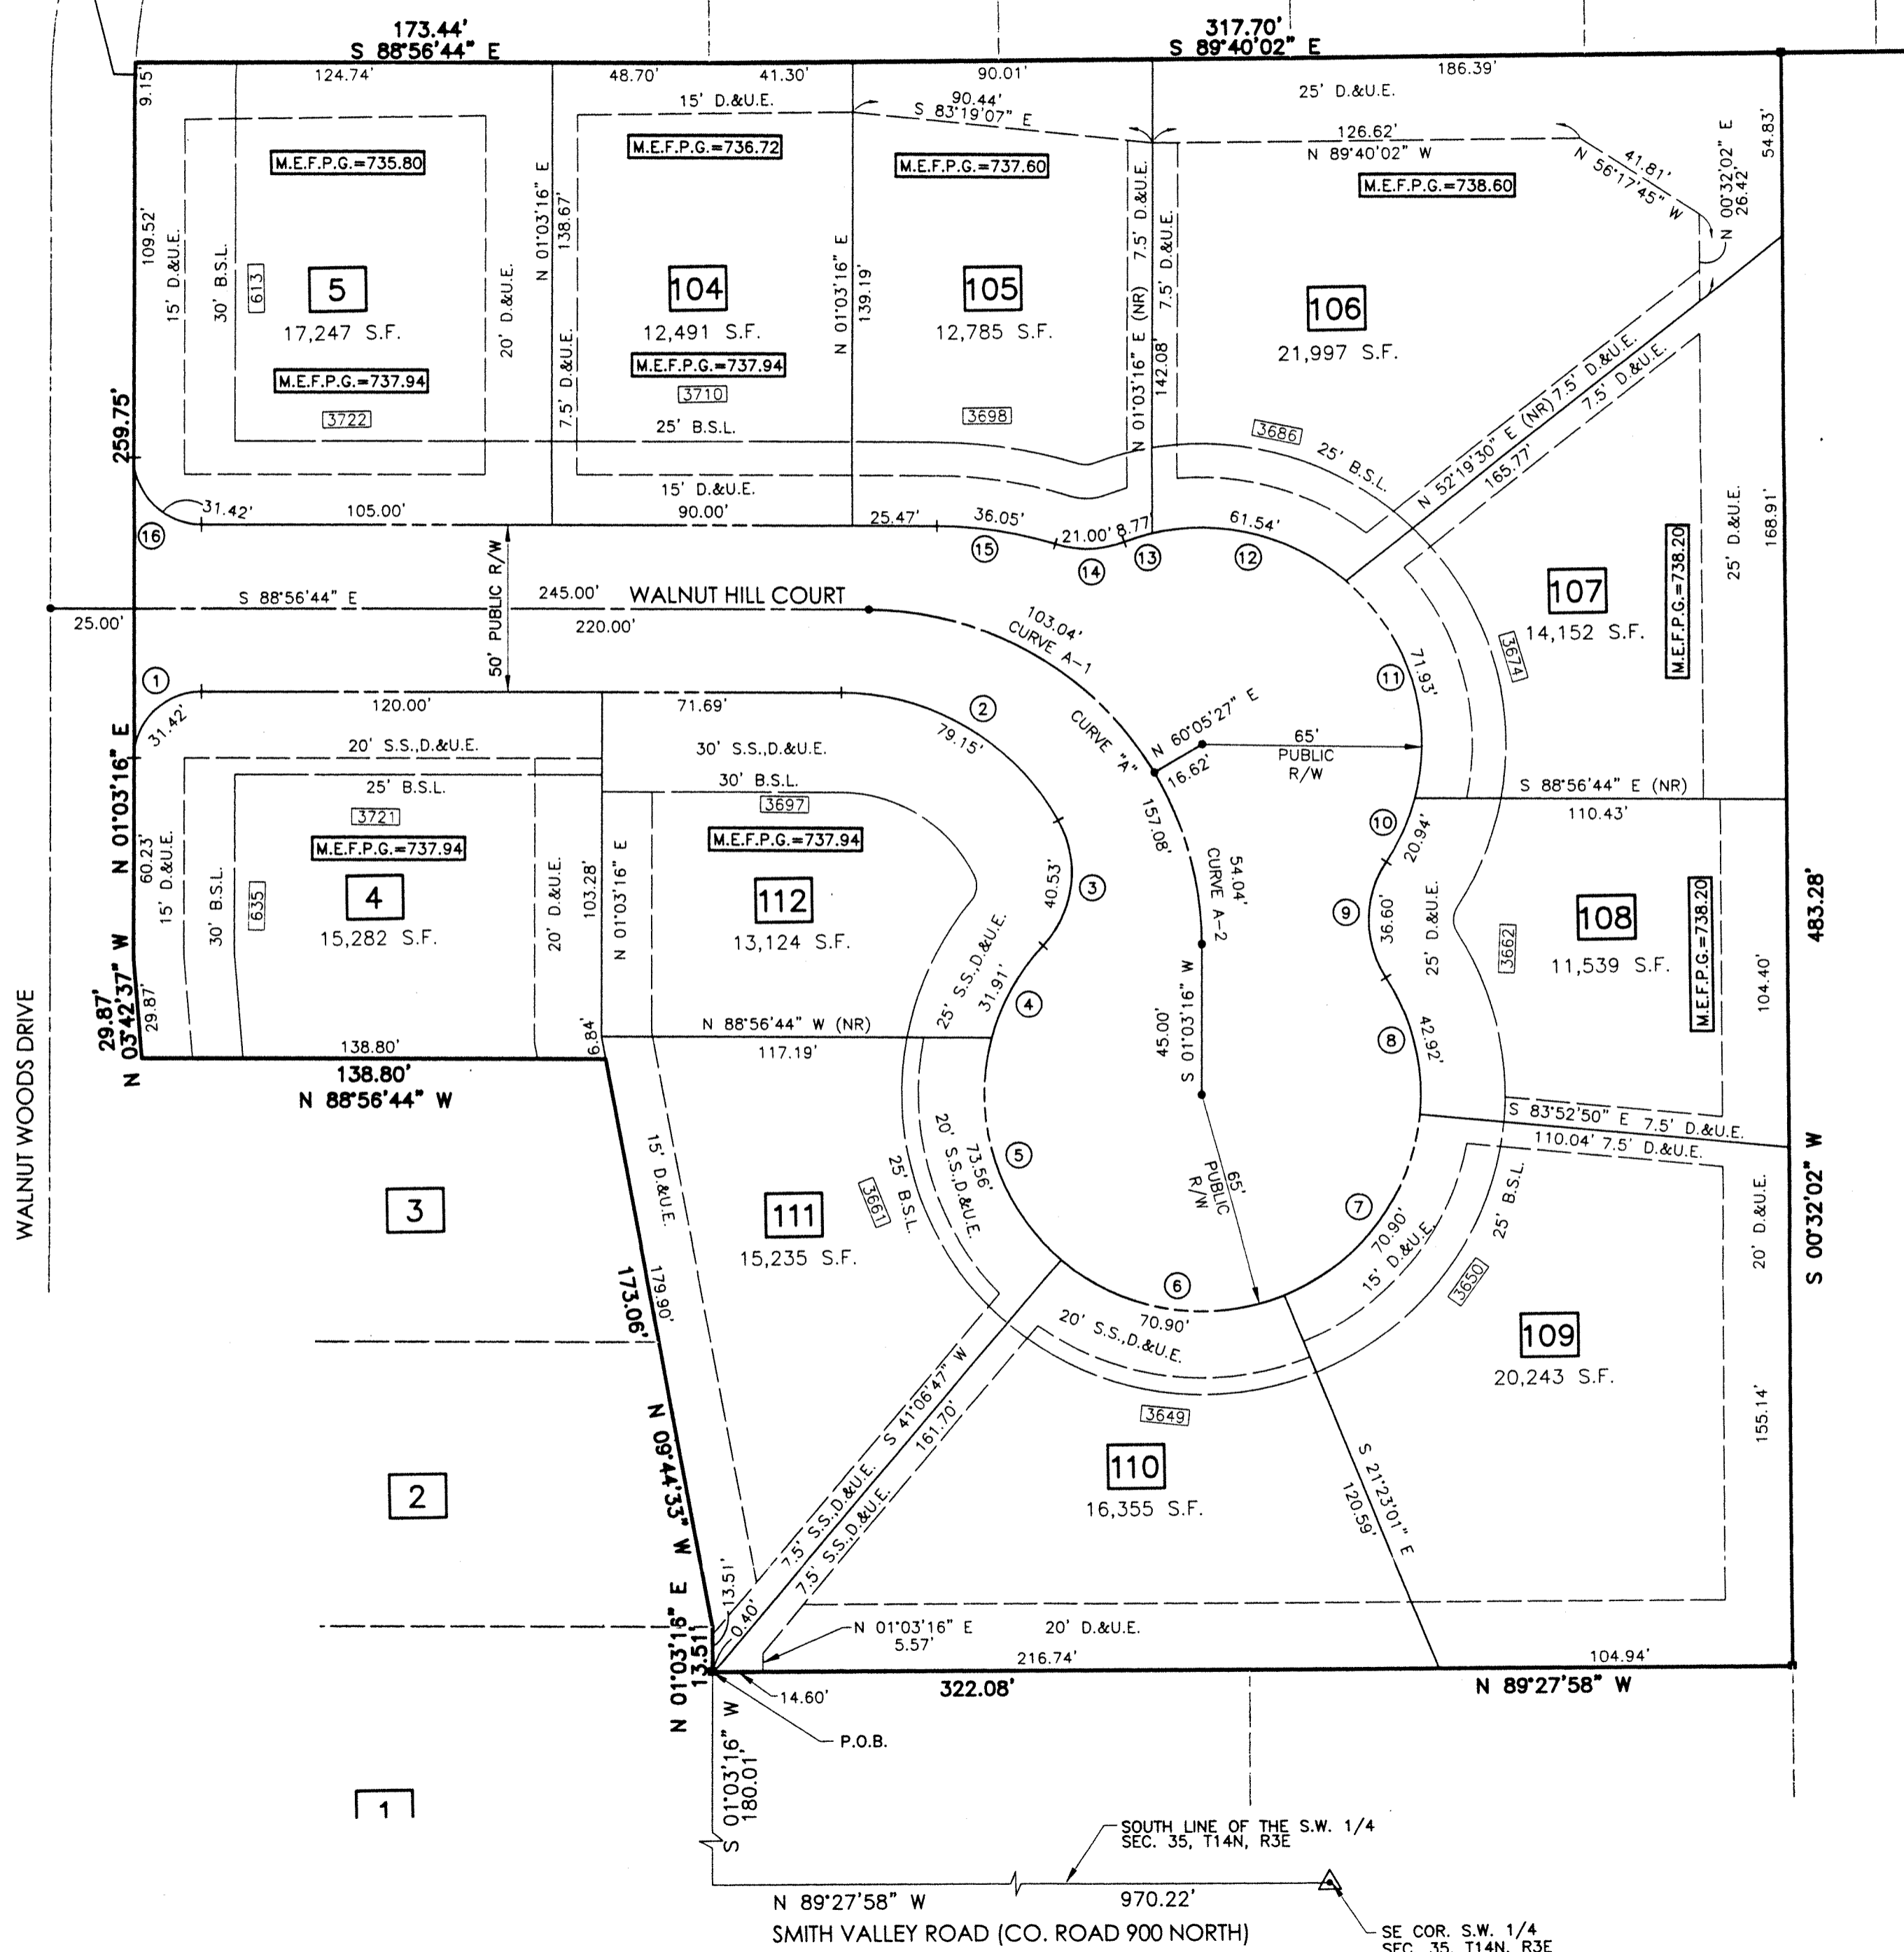 173.44'
S 88°56'44" E
317.70'
S 89°40'02" E
9.15'
124.74'
48.70'
41.30'
90.01'
186.39'
15' D.&U.E.
90.44'
S 83°19'07" E
25' D.&U.E.
126.62'
N 89°40'02" W
41.81'
N 56°17'45" W
N 00°32'02" E
26.42'
54.83'
M.E.F.P.G.=735.80
M.E.F.P.G.=736.72
M.E.F.P.G.=737.60
M.E.F.P.G.=738.60
109.52'
15' D.&U.E.
30' B.S.L.
613
5
17,247 S.F.
M.E.F.P.G.=737.94
3722
20' D.&U.E.
N 01°03'16" E
138.67'
7.5' D.&U.E.
104
12,491 S.F.
M.E.F.P.G.=737.94
3710
25' B.S.L.
15' D.&U.E.
N 01°03'16" E
139.19'
105
12,785 S.F.
3698
N 01°03'16" E (NR) 7.5' D.&U.E.
142.08'
7.5' D.&U.E.
106
21,997 S.F.
3686
25' B.S.L.
N 52°19'30" E (NR) 7.5' D.&U.E.
165.77'
7.5' D.&U.E.
259.75'
31.42'
16
105.00'
90.00'
25.47'
36.05'
15
21.00'
14
8.77'
13
61.54'
12
50' PUBLIC R/W
S 88°56'44" E
245.00'
WALNUT HILL COURT
25.00'
220.00'
103.04'
CURVE A-1
CURVE "A"
157.08'
N 60°05'27" E
16.62'
65'
PUBLIC
R/W
71.93'
11
107
14,152 S.F.
3674
M.E.F.P.G.=738.20
25' D.&U.E.
168.91'
S 88°56'44" E (NR)
110.43'
1
31.42'
120.00'
71.69'
2
79.15'
20' S.S.,D.&U.E.
25' B.S.L.
3721
M.E.F.P.G.=737.94
4
15,282 S.F.
635
30' B.S.L.
15' D.&U.E.
60.23'
N 01°03'16" E
20' D.&U.E.
103.28'
N 01°03'16" E
30' S.S.,D.&U.E.
30' B.S.L.
3697
M.E.F.P.G.=737.94
112
13,124 S.F.
25' S.S.,D.&U.E.
40.53'
3
31.91'
4
N 88°56'44" W (NR)
117.19'
6.84'
54.04'
CURVE A-2
45.00'
S 01°03'16" W
10
20.94'
9
36.60'
8
42.92'
25' D.&U.E.
3662
108
11,539 S.F.
M.E.F.P.G.=738.20
104.40'
483.28'
S 00°32'02" W
29.87'
N 03°42'37" W
29.87'
138.80'
138.80'
N 88°56'44" W
WALNUT WOODS DRIVE
S 83°52'50" E 7.5' D.&U.E.
110.04' 7.5' D.&U.E.
3
15' D.&U.E.
179.90'
173.06'
N 09°44'33" W
111
15,235 S.F.
3661
25' B.S.L.
20' S.S.,D.&U.E.
73.56'
5
65'
PUBLIC
R/W
6
70.90'
20' S.S.,D.&U.E.
7
70.90'
15' D.&U.E.
3650
25' B.S.L.
20' D.&U.E.
155.14'
109
20,243 S.F.
3649
110
16,355 S.F.
S 21°23'01" E
120.59'
S 41°06'47" W
161.70'
7.5' S.S.,D.&U.E.
7.5' S.S.,D.&U.E.
2
13.51'
0.40'
N 01°03'16" E
13.51'
N 01°03'16" E
5.57'
20' D.&U.E.
216.74'
104.94'
14.60'
322.08'
N 89°27'58" W
P.O.B.
S 01°03'16" W
180.01'
1
SOUTH LINE OF THE S.W. 1/4
SEC. 35, T14N, R3E
N 89°27'58" W
970.22'
SMITH VALLEY ROAD (CO. ROAD 900 NORTH)
SE COR. S.W. 1/4
SEC. 35, T14N, R3E